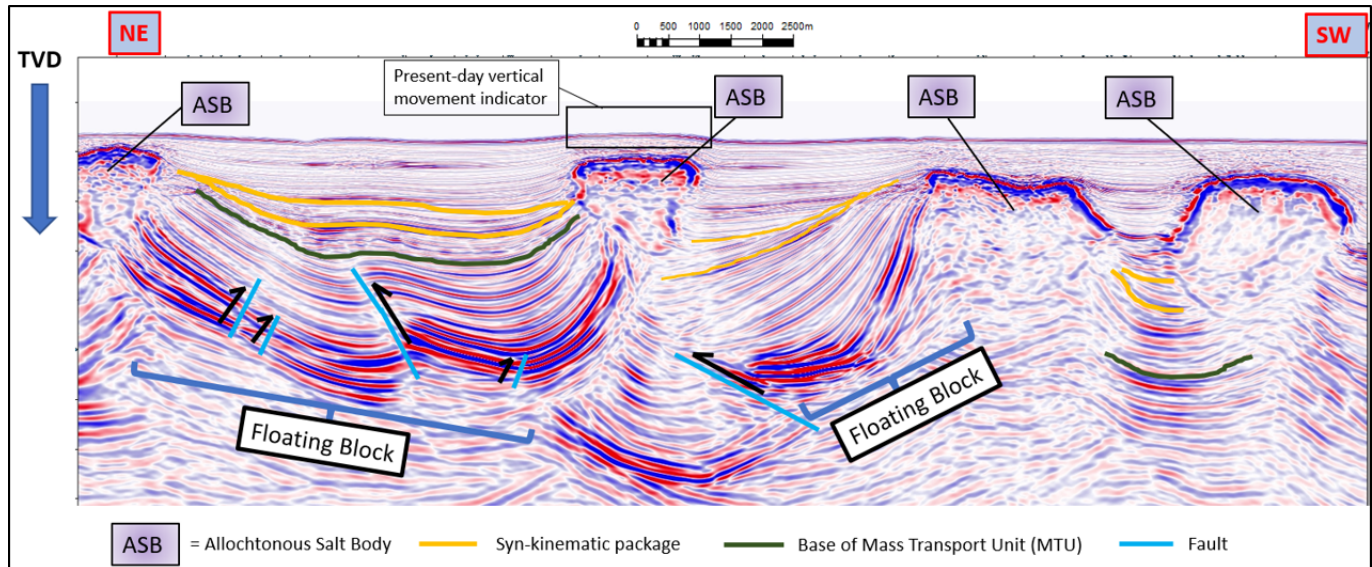 NE
0 500 1000 1500 2000 2500m
SW
TVD
Present-day vertical
movement indicator
ASB
ASB
ASB
ASB
Floating Block
Floating Block
ASB = Allochtonous Salt Body
Syn-kinematic package
Base of Mass Transport Unit (MTU)
Fault